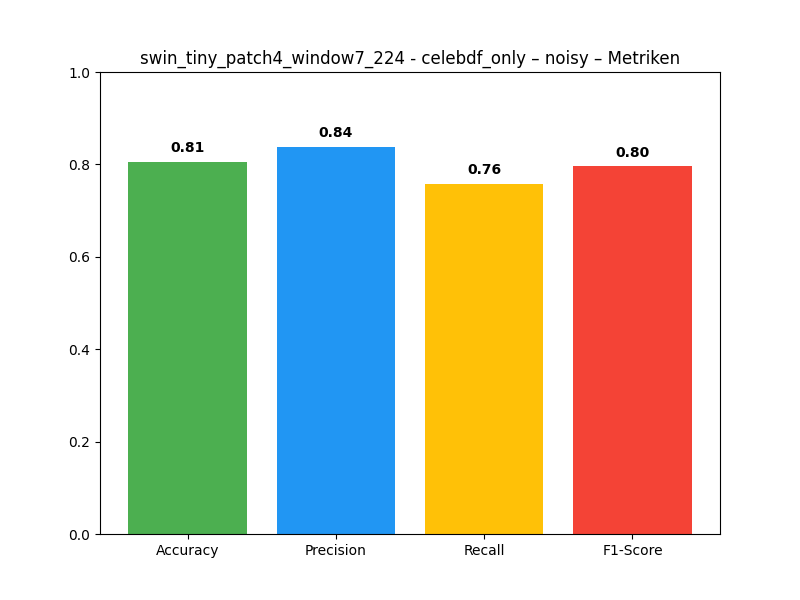 swin_tiny_patch4_window7_224 - celebdf_only – noisy – Metriken
1.0
0.8
0.6
0.4
0.2
0.0
0.81
0.84
0.76
0.80
Accuracy
Precision
Recall
F1-Score